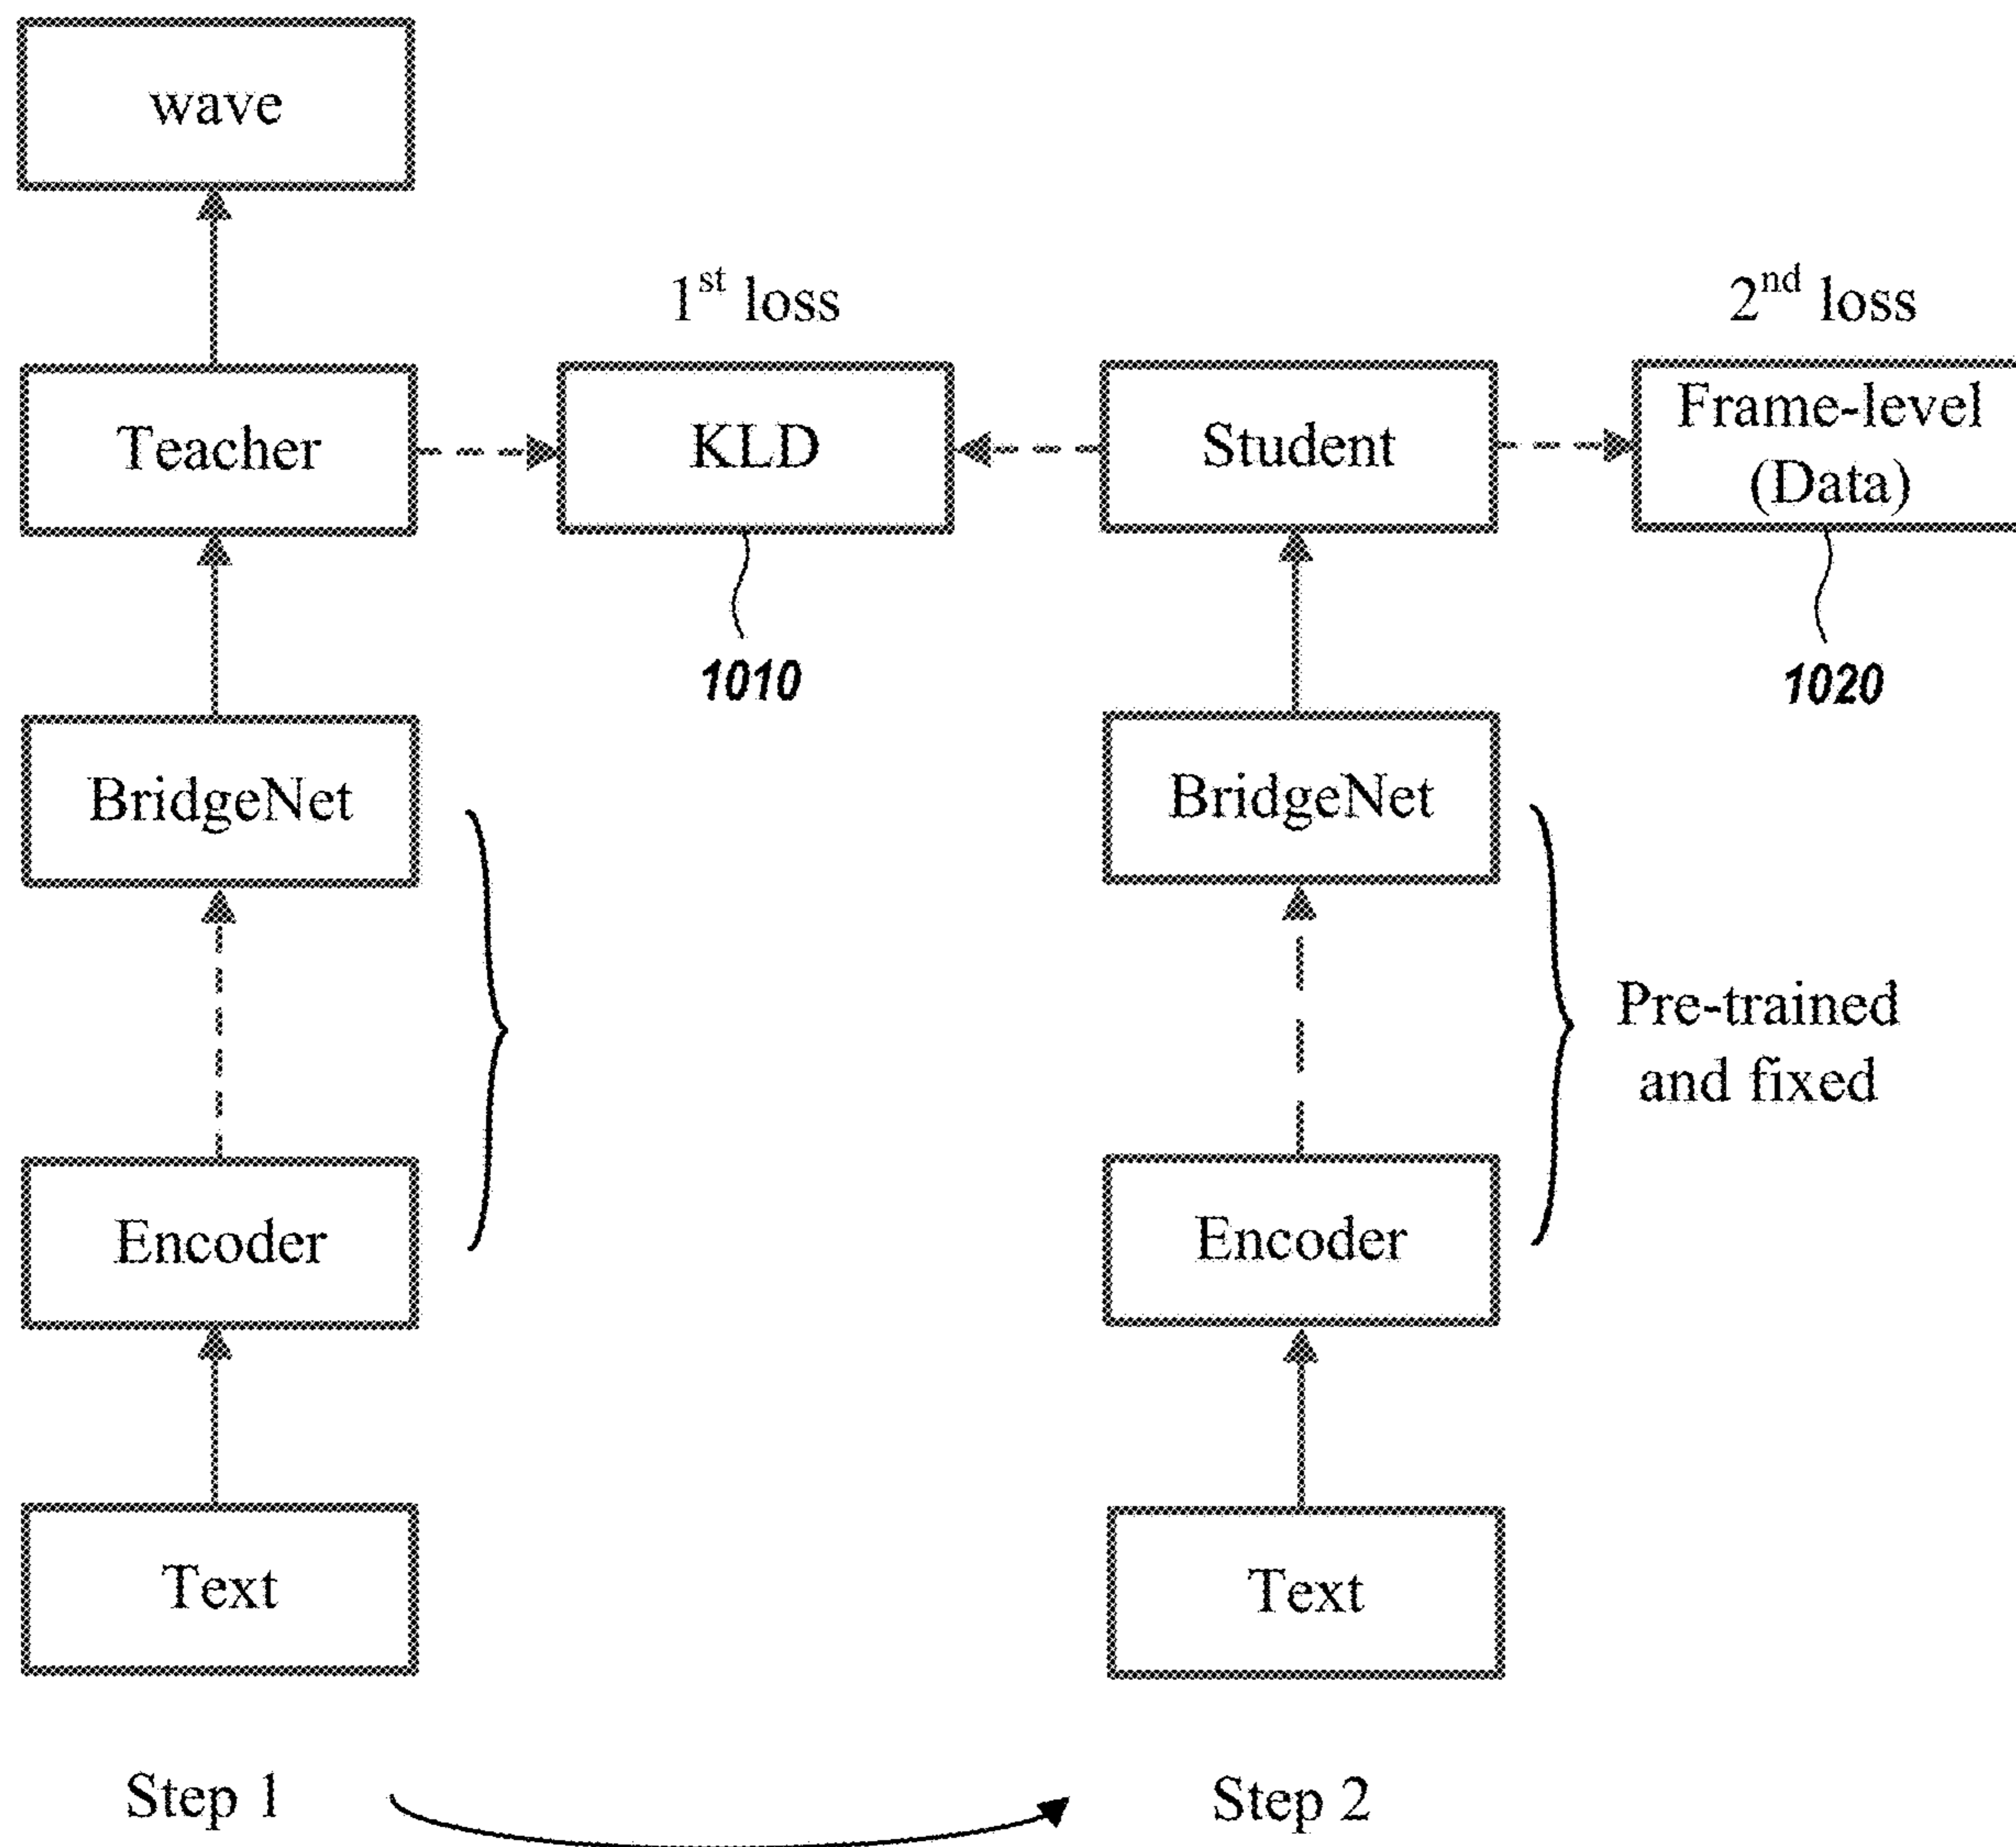 wave
1st loss
2nd loss
Teacher
KLD
Student
Frame-level
(Data)
1010
1020
BridgeNet
BridgeNet
Pre-trained
and fixed
Encoder
Encoder
Text
Text
Step 1
Step 2